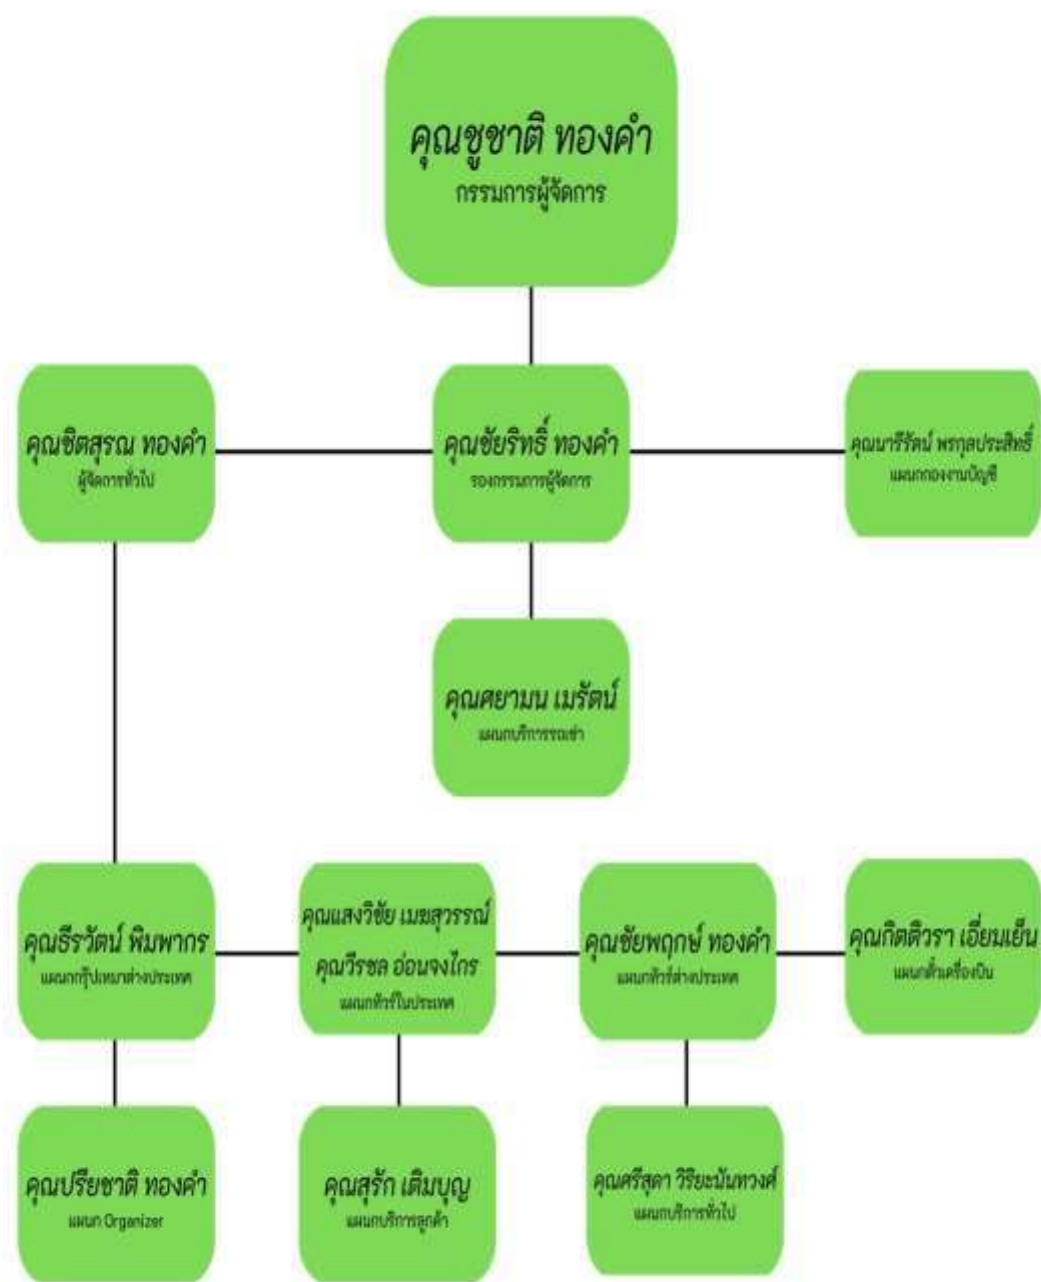 คุณชูชาติ ทองคำ
กรรมการผู้จัดการ
คุณชิตสุรณ ทองคำ
ผู้จัดการทั่วไป
คุณชัยริทธิ์ ทองคำ
รองกรรมการผู้จัดการ
คุณนารีรัตน์ พรกุลประสิทธิ์
แผนกกองงานบัญชี
คุณศยามน เมรัตน์
แผนกบริการรถเช่า
คุณธีรวัตน์ พิมพากร
แผนกกรุ๊ปเหมาต่างประเทศ
คุณแสงวิชัย เมฆสุวรรณ์
คุณวีรชล อ่อนจงไกร
แผนกทัวร์ในประเทศ
คุณชัยพฤกษ์ ทองคำ
แผนกทัวร์ต่างประเทศ
คุณกิตติวรา เอี่ยมเย็น
แผนกตั๋วเครื่องบิน
คุณปรียชาติ ทองคำ
แผนก Organizer
คุณสุรัก เติมบุญ
แผนกบริการลูกค้า
คุณศรีสุดา วิริยะนันทวงศ์
แผนกบริการทั่วไป